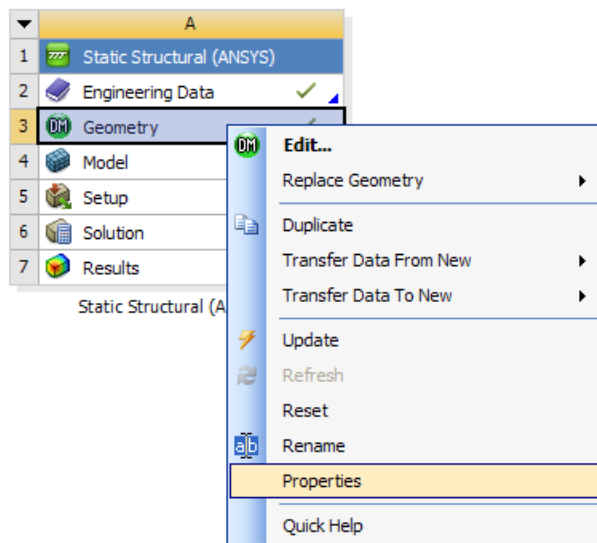 A
1 Static Structural (ANSYS)
2 Engineering Data
3 DM Geometry
4 Model
5 Setup
6 Solution
7 Results
Static Structural (A
DM Edit...
Replace Geometry
Duplicate
Transfer Data From New
Transfer Data To New
Update
Refresh
Reset
ab Rename
Properties
Quick Help